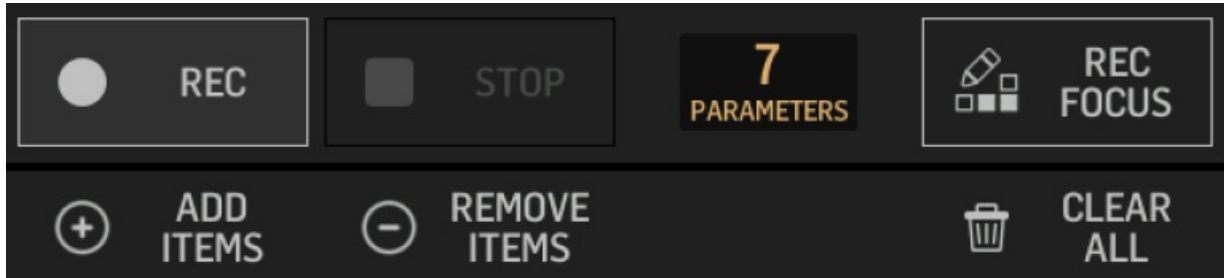 REC
STOP
7
PARAMETERS
REC
FOCUS
ADD
ITEMS
REMOVE
ITEMS
CLEAR
ALL